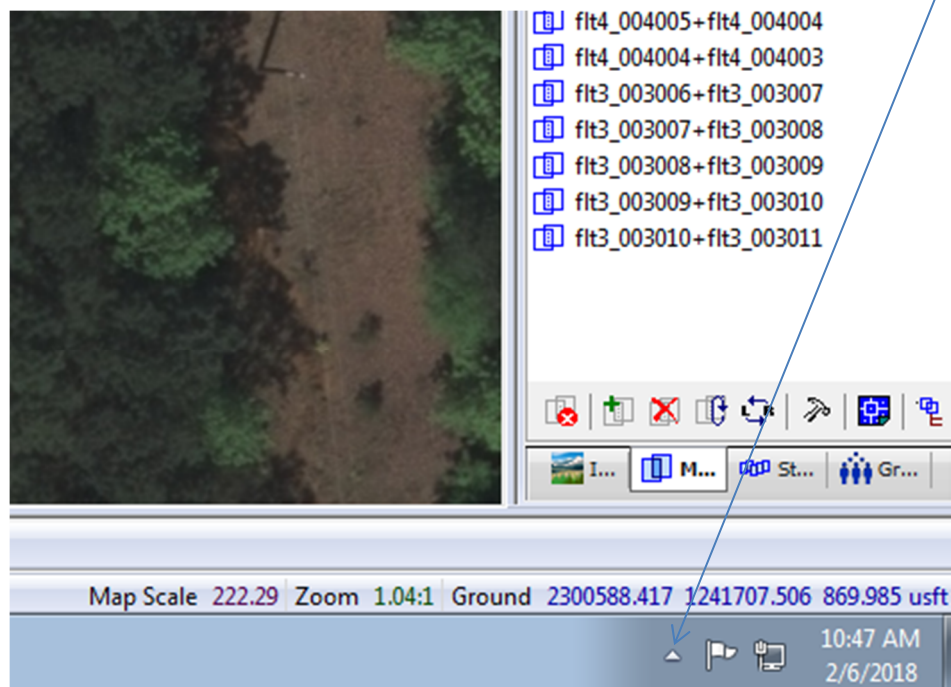 flt4_004005+flt4_004004
flt4_004004+flt4_004003
flt3_003006+flt3_003007
flt3_003007+flt3_003008
flt3_003008+flt3_003009
flt3_003009+flt3_003010
flt3_003010+flt3_003011
I... M... St... Gr...
Map Scale 222.29 Zoom 1.04:1 Ground 2300588.417 1241707.506 869.985 usft
10:47 AM
2/6/2018